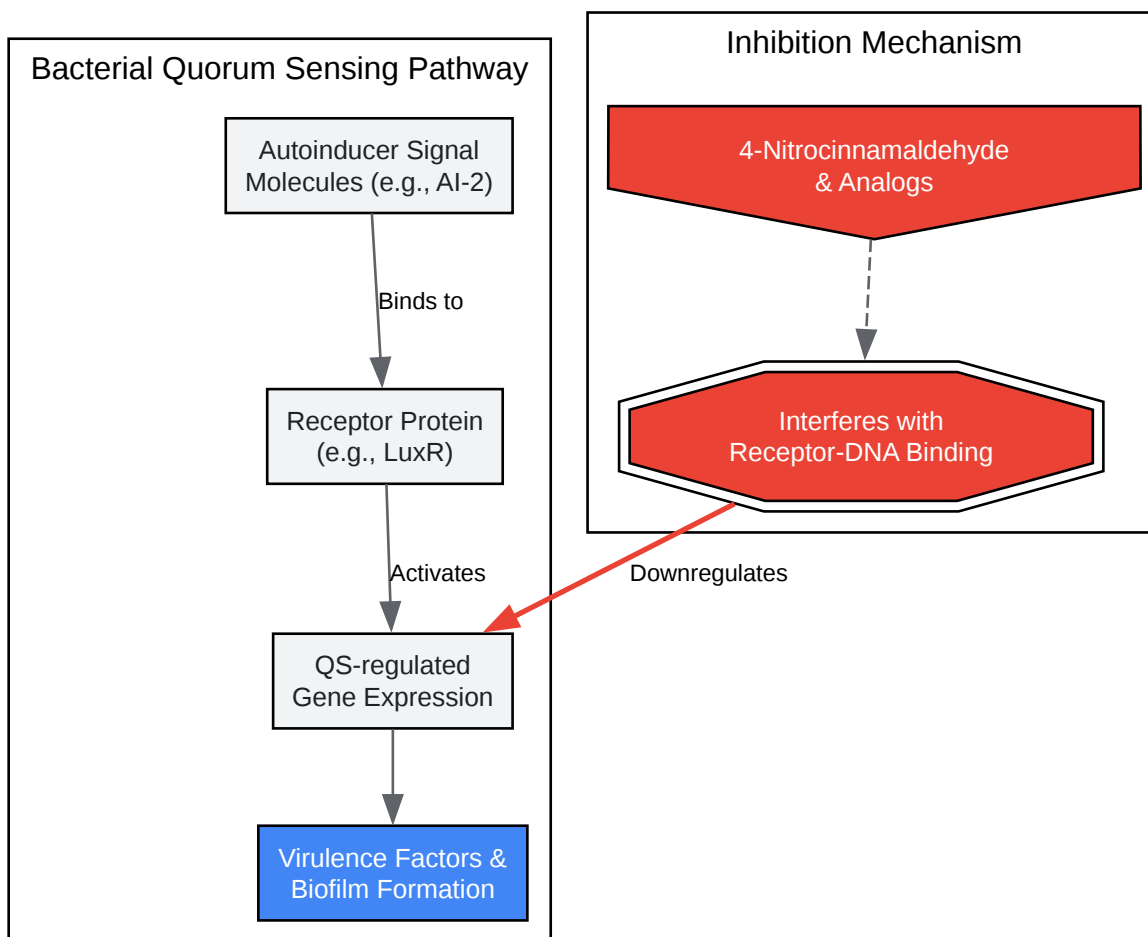 Bacterial Quorum Sensing Pathway
Autoinducer Signal
Molecules (e.g., AI-2)
Binds to
Receptor Protein
(e.g., LuxR)
Activates
QS-regulated
Gene Expression
Virulence Factors &
Biofilm Formation
Inhibition Mechanism
4-Nitrocinnamaldehyde
& Analogs
Interferes with
Receptor-DNA Binding
Downregulates